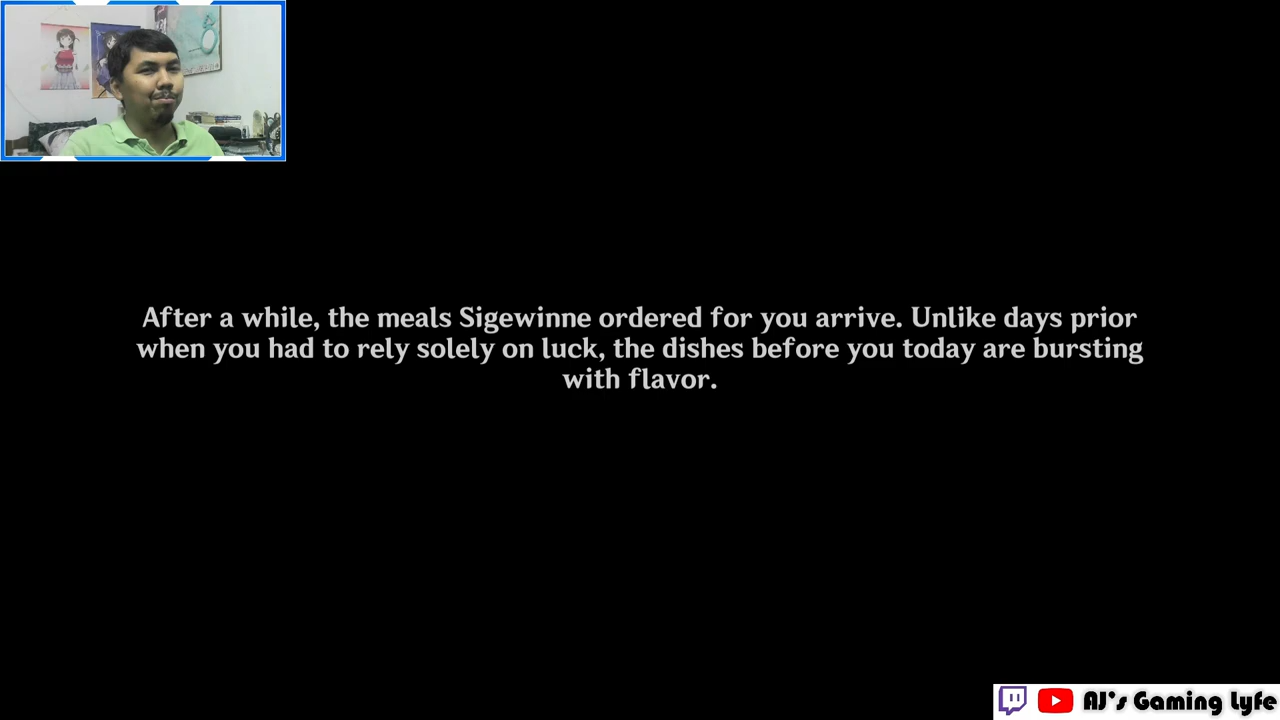 After a while, the meals Sigewinne ordered for you arrive. Unlike days prior
when you had to rely solely on luck, the dishes before you today are bursting
with flavor.
AJ's Gaming Lyfe